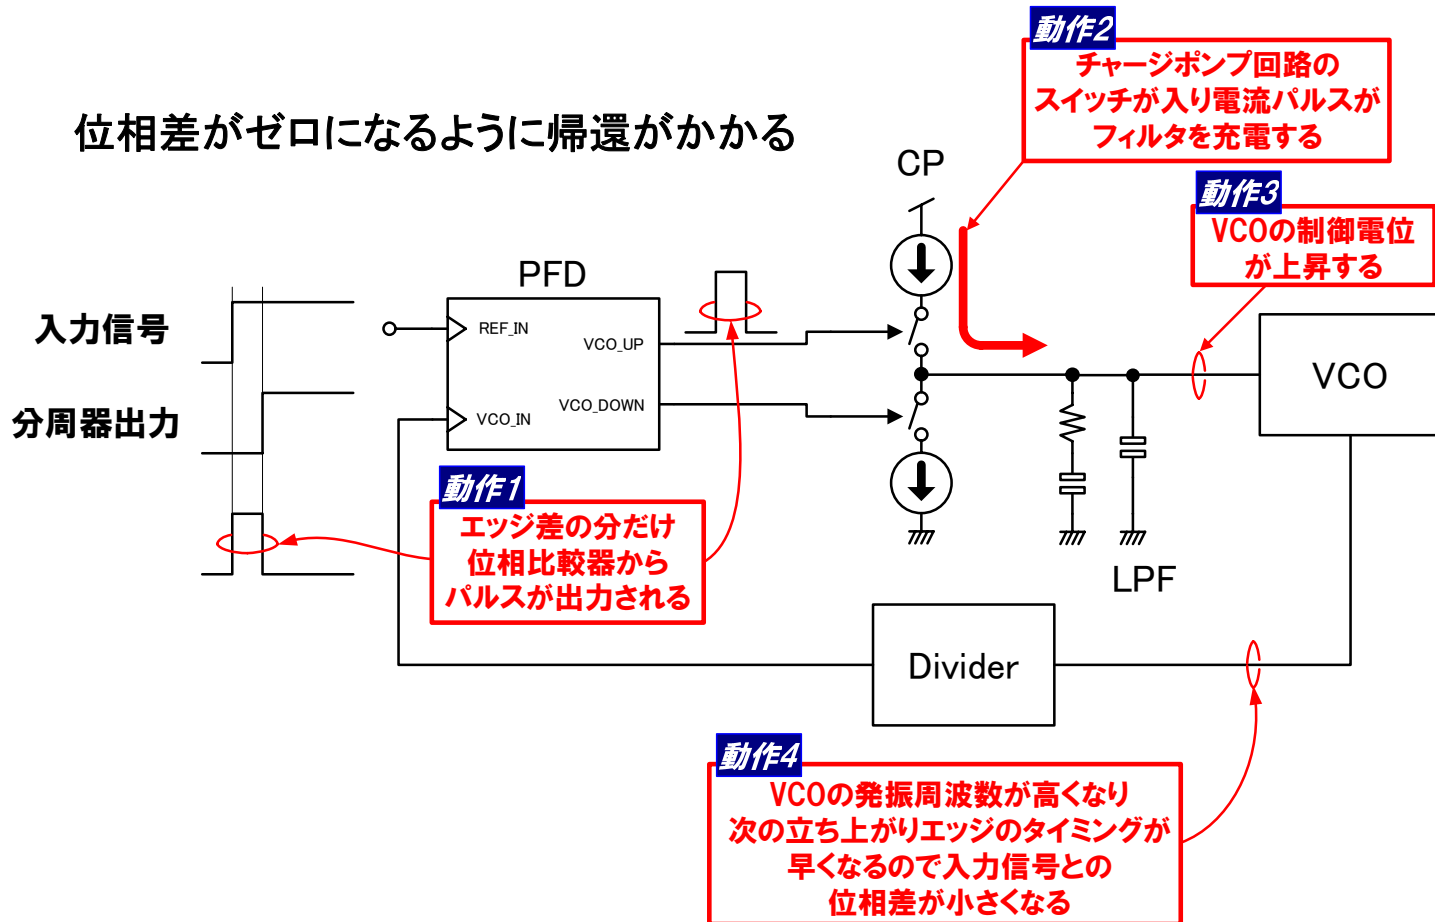 動作2
チャージポンプ回路の
スイッチが入り電流パルスが
フィルタを充電する
位相差がゼロになるように帰還がかかる
CP
動作3
VCOの制御電位
が上昇する
PFD
入力信号
REF_IN
VCO_UP
VCO
分周器出力
VCO_IN
VCO_DOWN
動作1
エッジ差の分だけ
位相比較器から
パルスが出力される
LPF
Divider
動作4
VCOの発振周波数が高くなり
次の立ち上がりエッジのタイミングが
早くなるので入力信号との
位相差が小さくなる